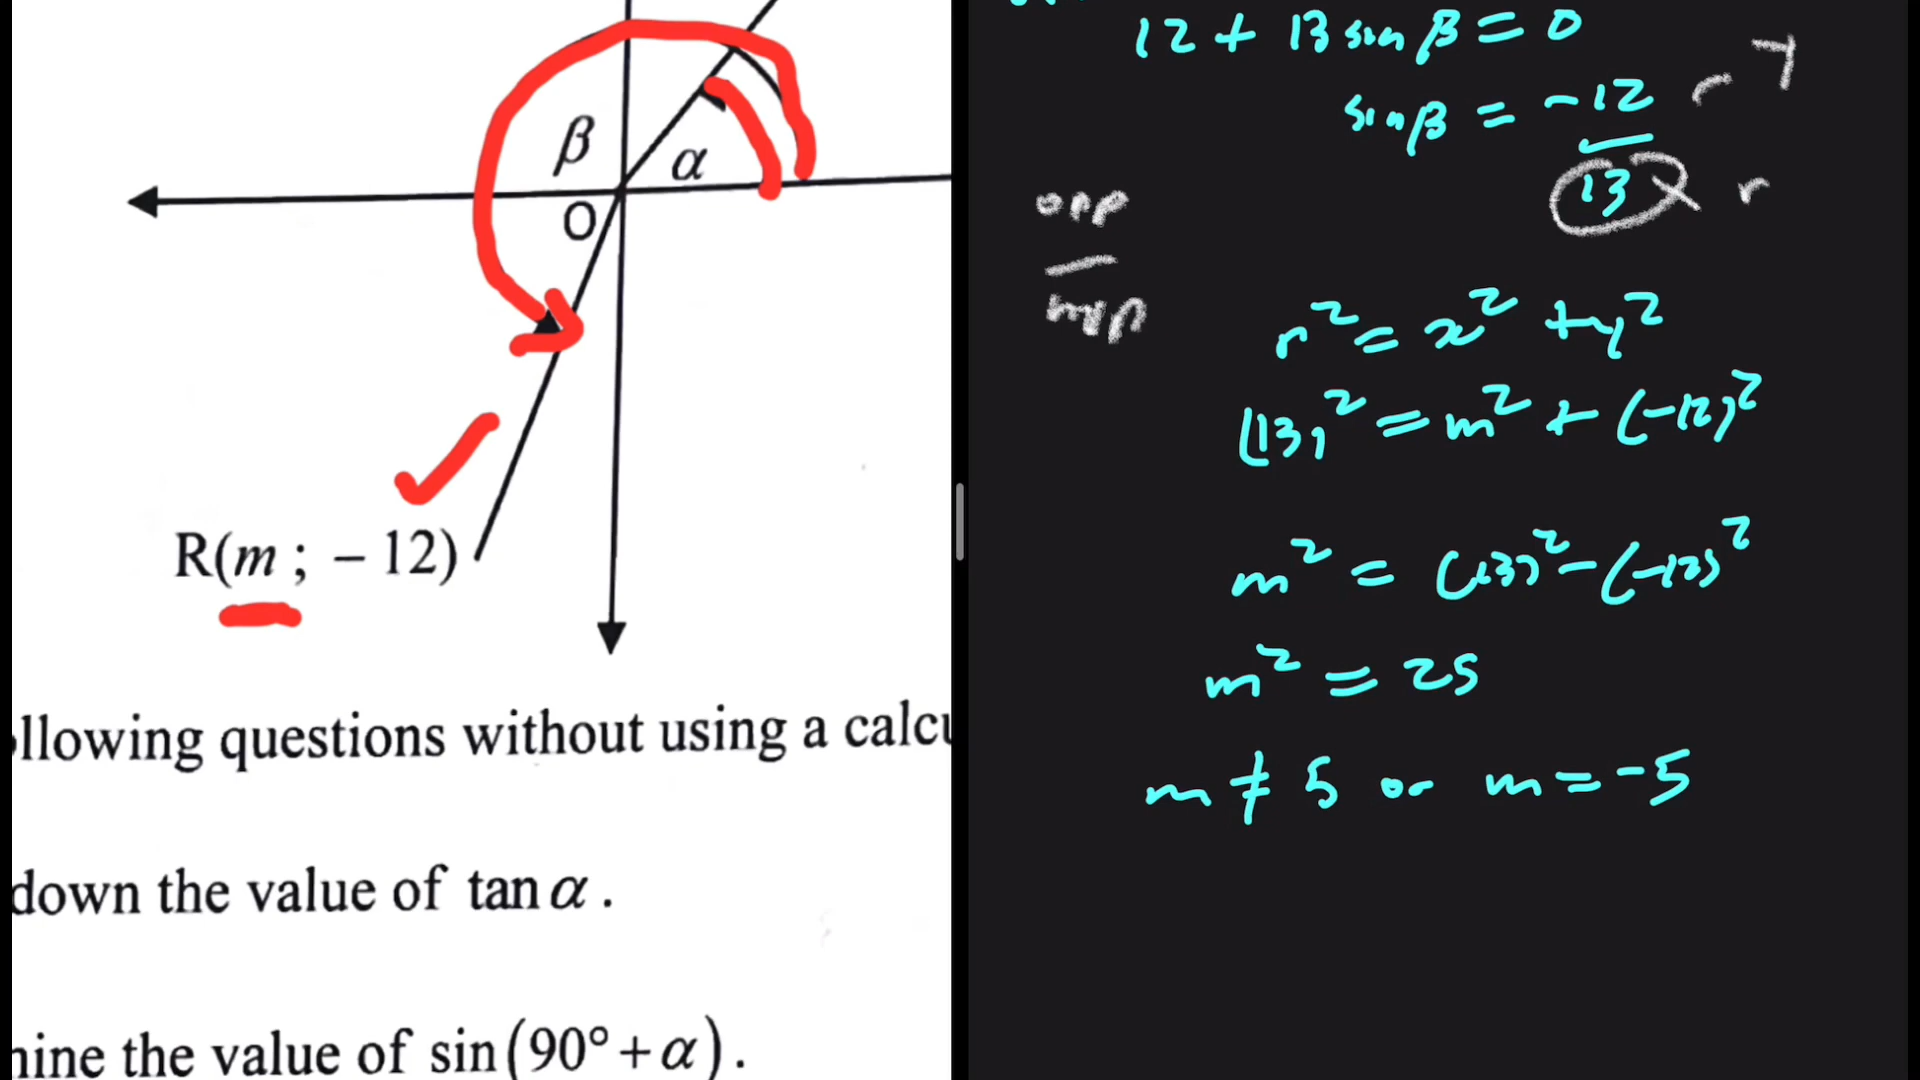 β
α
O
R(m ; – 12)
llowing questions without using a calcu
down the value of tan α .
nine the value of sin(90° + α) .
12 + 13 sin β = 0
sin β = -12
13
r
opp
hyp
r² = x² + y²
(13)² = m² + (-12)²
m² = (13)² - (-12)²
m² = 25
m ≠ 5 or m = -5